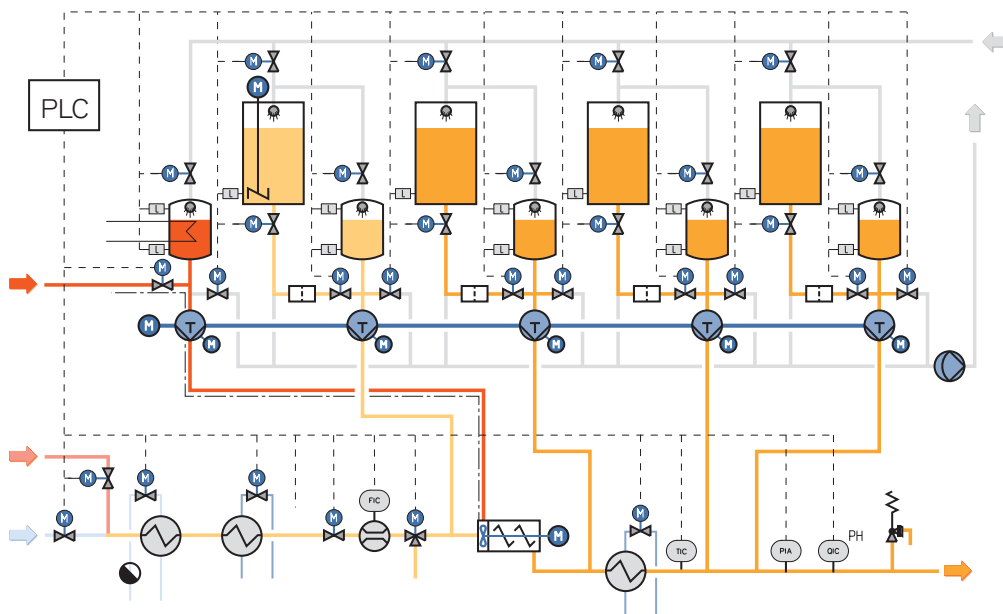 M M M M
M
PLC
M M M M M
L L L L
L L L L L
M M M M
L L L L L
M M M M M M M M M M
M T T T T T
M M M M M
M M M
M M FIC M M
M
TIC PIA QIC PH